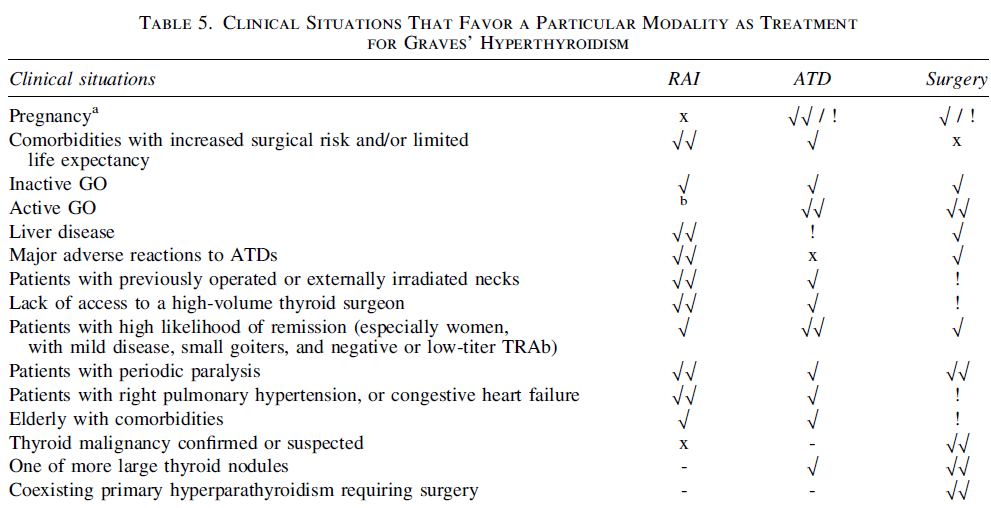 TABLE 5. CLINICAL SITUATIONS THAT FAVOR A PARTICULAR MODALITY AS TREATMENT
FOR GRAVES’ HYPERTHYROIDISM
Clinical situations RAI ATD Surgery
Pregnancyᵃ x √√ / ! √ / !
Comorbidities with increased surgical risk and/or limited √√ √ x
life expectancy
Inactive GO √ √ √
Active GO ᵇ √√ √√
Liver disease √√ ! √
Major adverse reactions to ATDs √√ x √
Patients with previously operated or externally irradiated necks √√ √ !
Lack of access to a high-volume thyroid surgeon √√ √ !
Patients with high likelihood of remission (especially women, √ √√ √
with mild disease, small goiters, and negative or low-titer TRAb)
Patients with periodic paralysis √√ √ √√
Patients with right pulmonary hypertension, or congestive heart failure √√ √ !
Elderly with comorbidities √ √ !
Thyroid malignancy confirmed or suspected x - √√
One of more large thyroid nodules - √ √√
Coexisting primary hyperparathyroidism requiring surgery - - √√